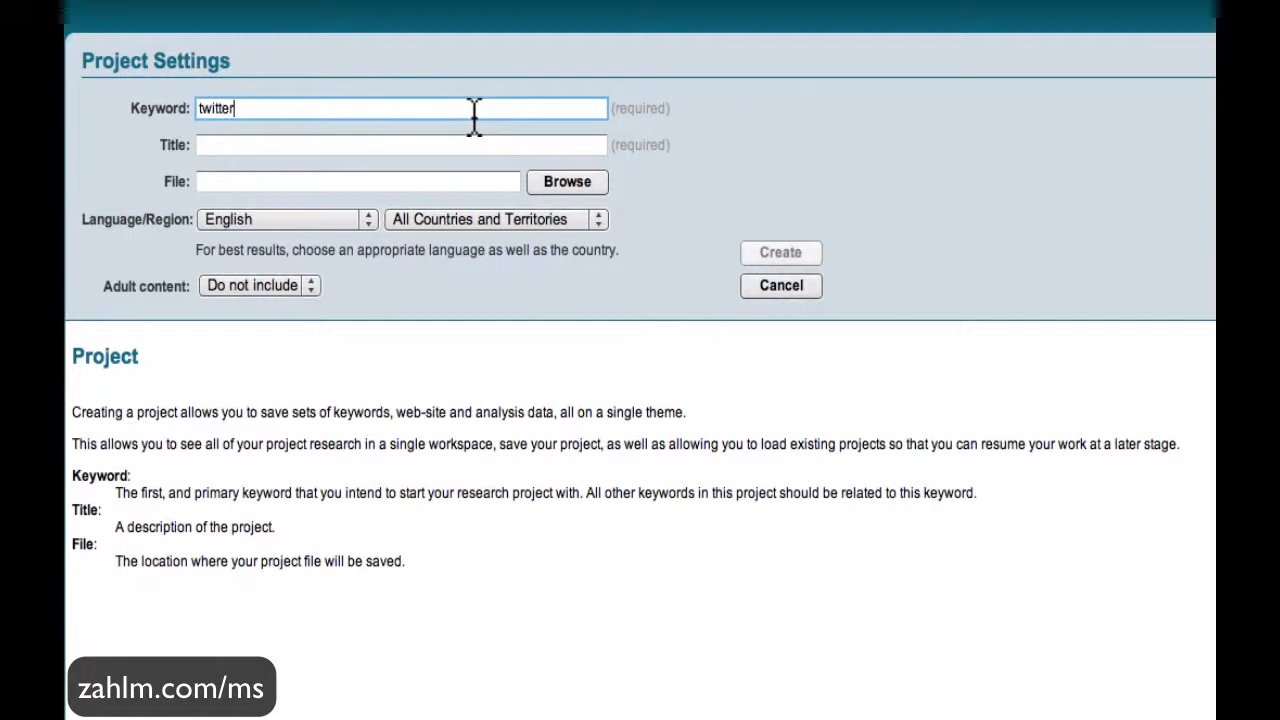 Project Settings
Keyword: twitter (required)
Title: (required)
File: Browse
Language/Region: English All Countries and Territories
For best results, choose an appropriate language as well as the country. Create
Adult content: Do not include Cancel
Project
Creating a project allows you to save sets of keywords, web-site and analysis data, all on a single theme.
This allows you to see all of your project research in a single workspace, save your project, as well as allowing you to load existing projects so that you can resume your work at a later stage.
Keyword:
The first, and primary keyword that you intend to start your research project with. All other keywords in this project should be related to this keyword.
Title:
A description of the project.
File:
The location where your project file will be saved.
zahlm.com/ms